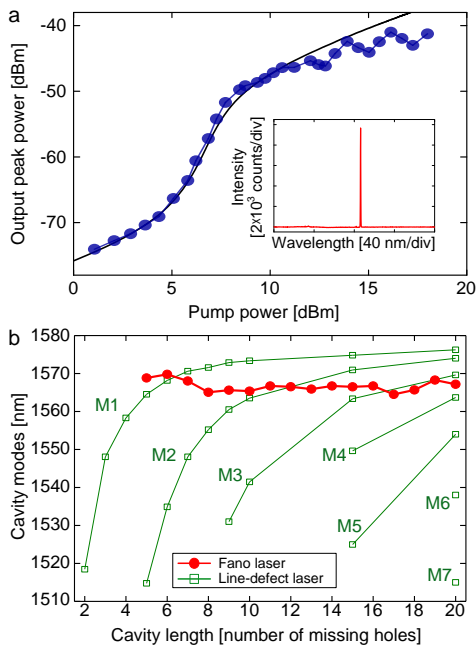 a
-40
-50
-60
-70
Output peak power [dBm]
0 5 10 15 20
Pump power [dBm]
Intensity
[2×10³ counts/div]
Wavelength [40 nm/div]
b
1580
1570
1560
1550
1540
1530
1520
1510
Cavity modes [nm]
M1
M2
M3
M4
M5
M6
M7
Fano laser
Line-defect laser
2 4 6 8 10 12 14 16 18 20
Cavity length [number of missing holes]